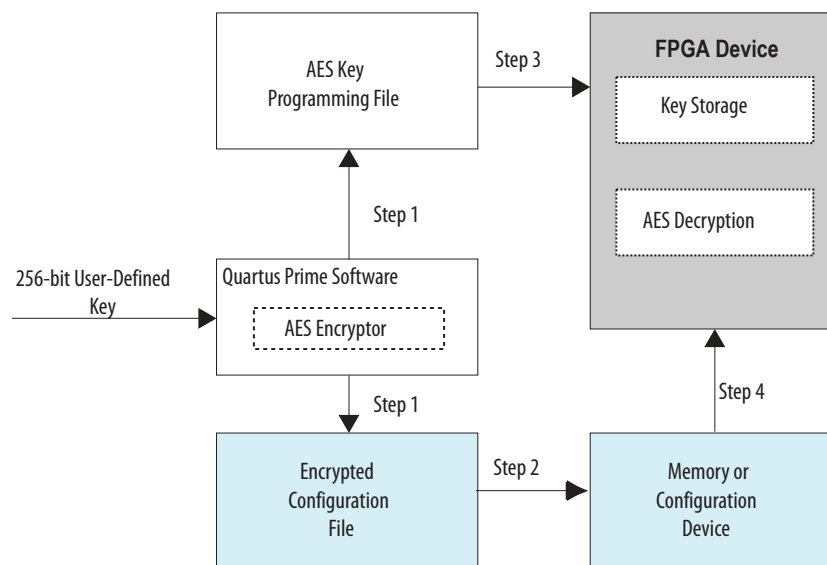 AES Key
Programming File
Step 3
FPGA Device
Key Storage
AES Decryption
Step 1
256-bit User-Defined
Key
Quartus Prime Software
AES Encryptor
Step 1
Step 4
Encrypted
Configuration
File
Step 2
Memory or
Configuration
Device